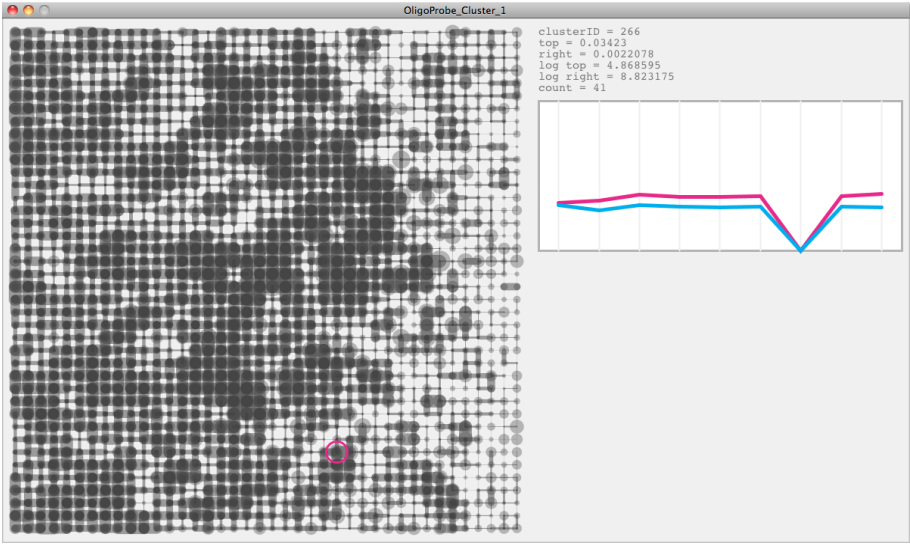 OligoProbe_Cluster_1
clusterID = 266
top = 0.03423
right = 0.0022078
log top = 4.868595
log right = 8.823175
count = 41